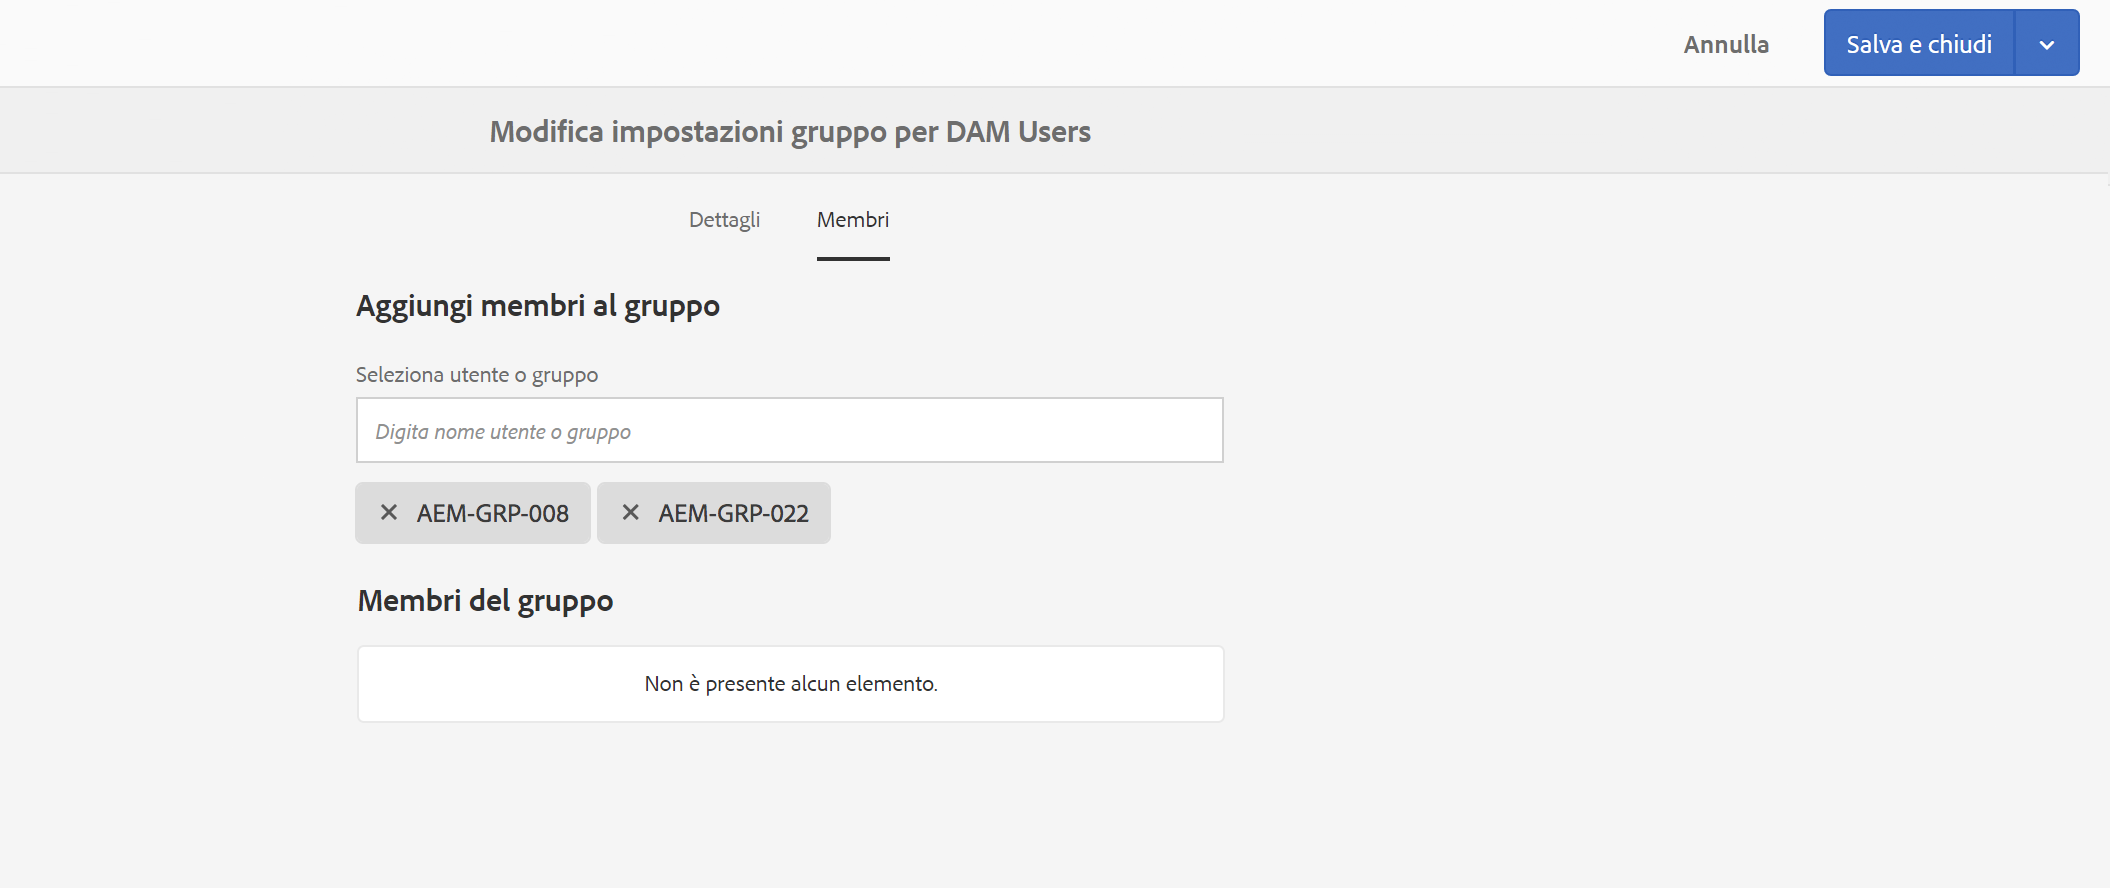 Annulla
Salva e chiudi
Modifica impostazioni gruppo per DAM Users
Dettagli
Membri
Aggiungi membri al gruppo
Seleziona utente o gruppo
Digita nome utente o gruppo
AEM-GRP-008
AEM-GRP-022
Membri del gruppo
Non è presente alcun elemento.